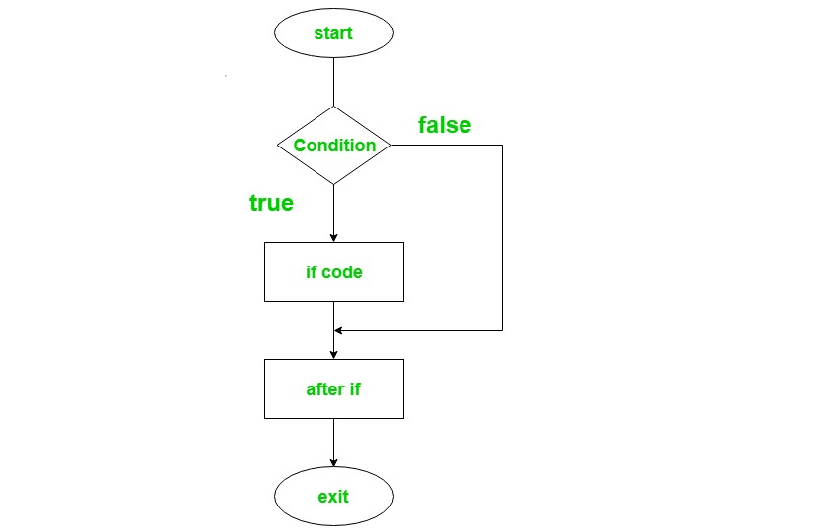 start
Condition
false
true
if code
after if
exit